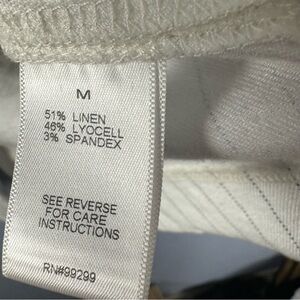 M
51% LINEN
46% LYOCELL
3% SPANDEX
SEE REVERSE
FOR CARE
INSTRUCTIONS
RN#99299